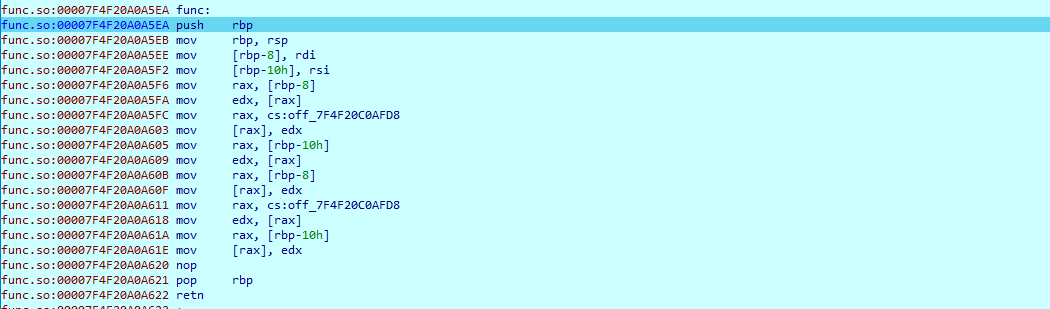 func.so:00007F4F20A0A5EA func:
func.so:00007F4F20A0A5EA push rbp
func.so:00007F4F20A0A5EB mov rbp, rsp
func.so:00007F4F20A0A5EE mov [rbp-8], rdi
func.so:00007F4F20A0A5F2 mov [rbp-10h], rsi
func.so:00007F4F20A0A5F6 mov rax, [rbp-8]
func.so:00007F4F20A0A5FA mov edx, [rax]
func.so:00007F4F20A0A5FC mov rax, cs:off_7F4F20C0AFD8
func.so:00007F4F20A0A603 mov [rax], edx
func.so:00007F4F20A0A605 mov rax, [rbp-10h]
func.so:00007F4F20A0A609 mov edx, [rax]
func.so:00007F4F20A0A60B mov rax, [rbp-8]
func.so:00007F4F20A0A60F mov [rax], edx
func.so:00007F4F20A0A611 mov rax, cs:off_7F4F20C0AFD8
func.so:00007F4F20A0A618 mov edx, [rax]
func.so:00007F4F20A0A61A mov rax, [rbp-10h]
func.so:00007F4F20A0A61E mov [rax], edx
func.so:00007F4F20A0A620 nop
func.so:00007F4F20A0A621 pop rbp
func.so:00007F4F20A0A622 retn